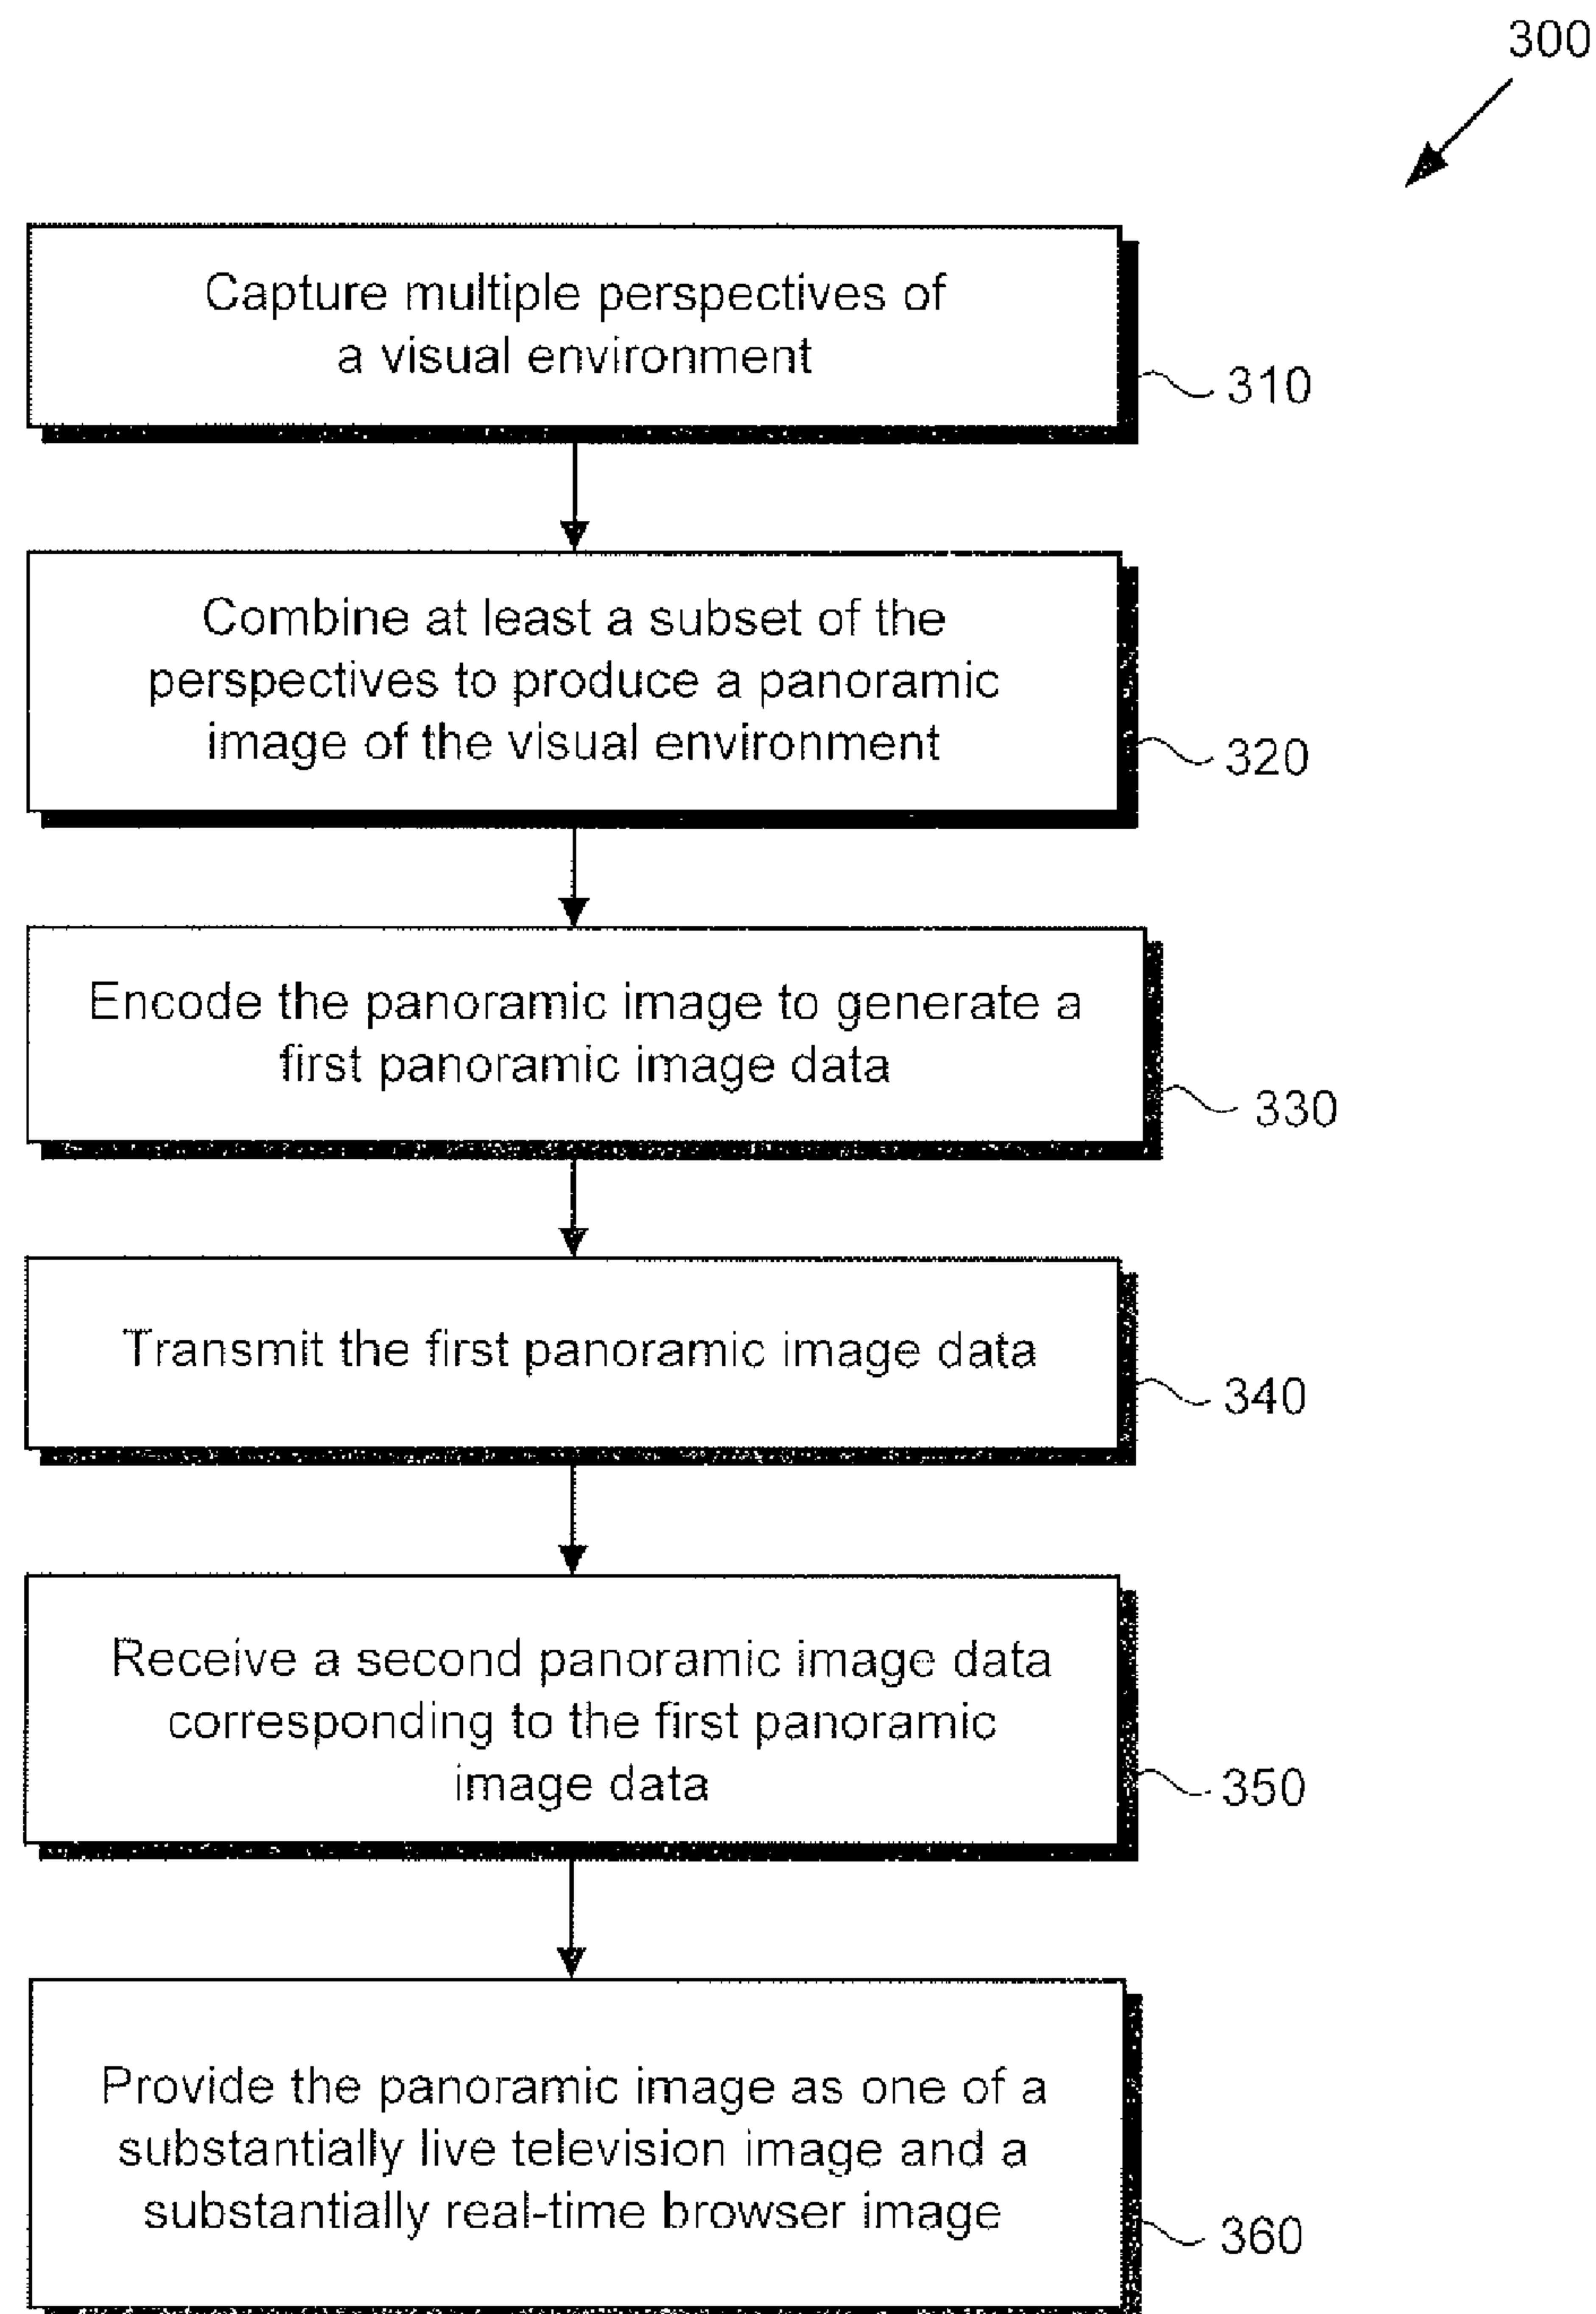 300
Capture multiple perspectives of
a visual environment
310
Combine at least a subset of the
perspectives to produce a panoramic
image of the visual environment
320
Encode the panoramic image to generate a
first panoramic image data
330
Transmit the first panoramic image data
340
Receive a second panoramic image data
corresponding to the first panoramic
image data
350
Provide the panoramic image as one of a
substantially live television image and a
substantially real-time browser image
360